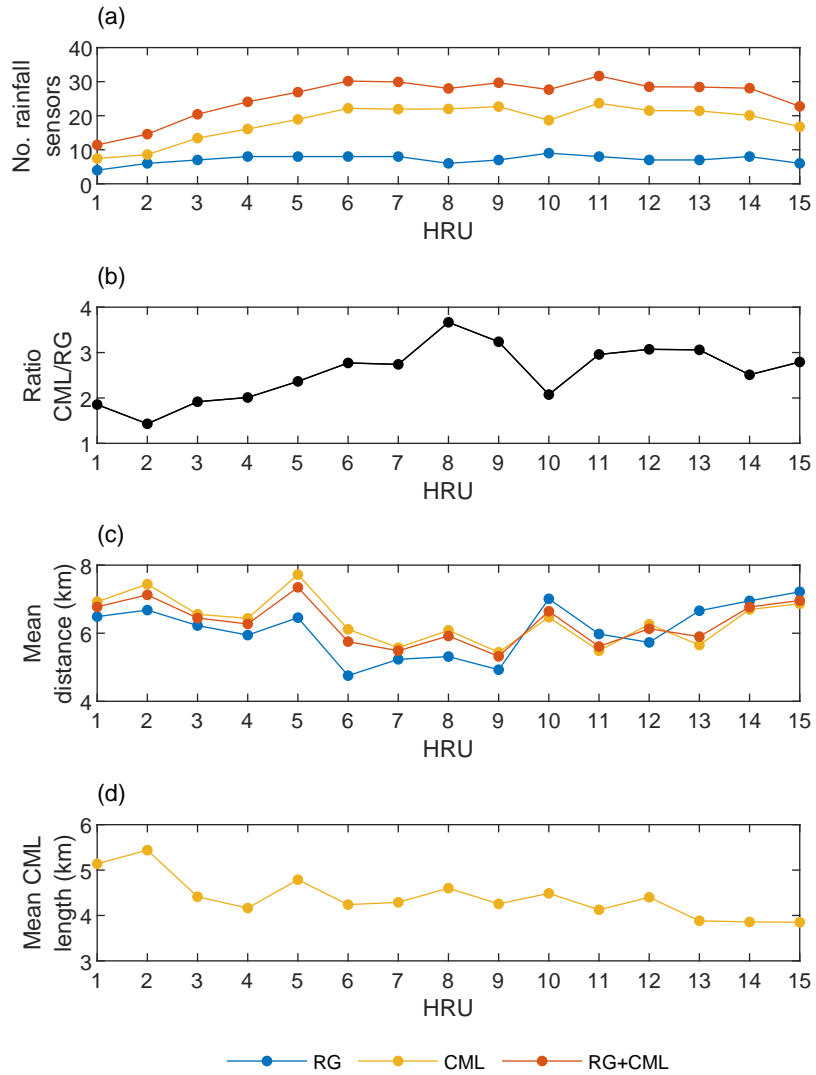 (a)
No. rainfall
sensors
40
30
20
10
0
1 2 3 4 5 6 7 8 9 10 11 12 13 14 15
HRU
(b)
Ratio
CML/RG
4
3
2
1
1 2 3 4 5 6 7 8 9 10 11 12 13 14 15
HRU
(c)
Mean
distance (km)
8
6
4
1 2 3 4 5 6 7 8 9 10 11 12 13 14 15
HRU
(d)
Mean CML
length (km)
6
5
4
3
1 2 3 4 5 6 7 8 9 10 11 12 13 14 15
HRU
RG CML RG+CML